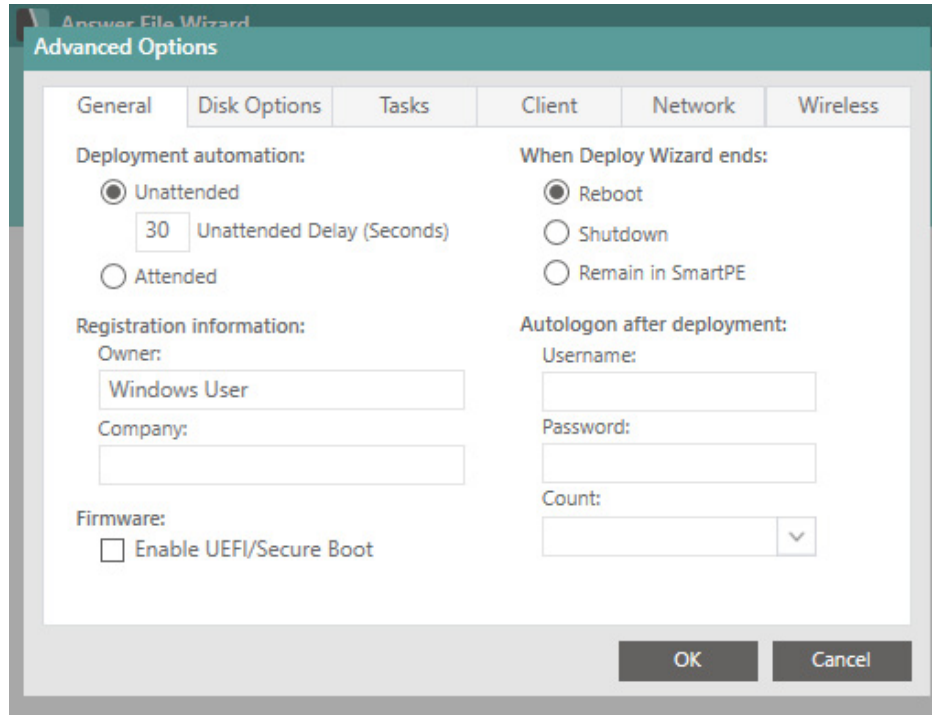 Answer File Wizard
Advanced Options
General Disk Options Tasks Client Network Wireless
Deployment automation:
Unattended
30 Unattended Delay (Seconds)
Attended
Registration information:
Owner:
Windows User
Company:
Firmware:
Enable UEFI/Secure Boot
When Deploy Wizard ends:
Reboot
Shutdown
Remain in SmartPE
Autologon after deployment:
Username:
Password:
Count:
OK Cancel